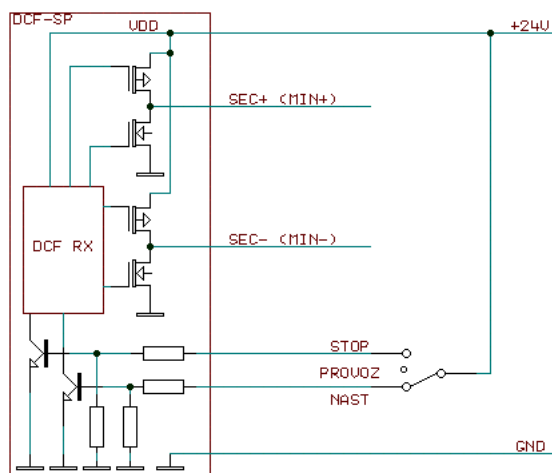 DCF-SP
VDD
+24V
SEC+ (MIN+)
DCF RX
SEC- (MIN-)
STOP
PROVOZ
NAST
GND